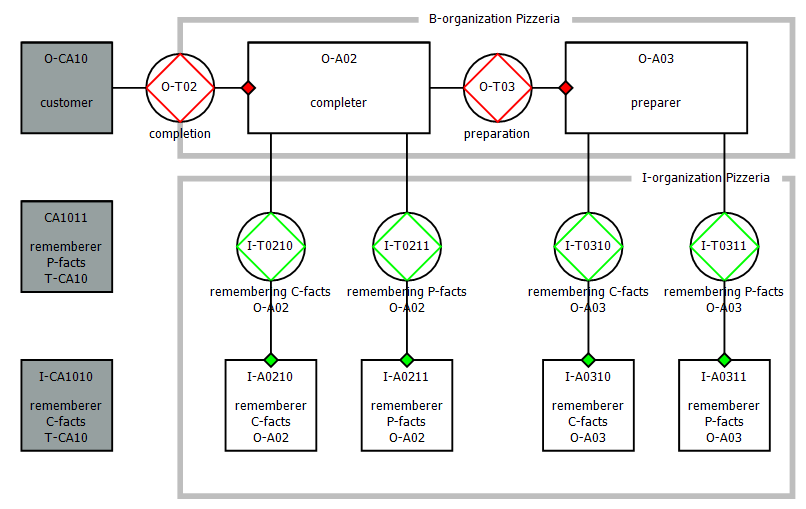 B-organization Pizzeria
O-CA10
customer
O-T02
completion
O-A02
completer
O-T03
preparation
O-A03
preparer
I-organization Pizzeria
CA1011
rememberer
P-facts
T-CA10
I-T0210
remembering C-facts
O-A02
I-T0211
remembering P-facts
O-A02
I-T0310
remembering C-facts
O-A03
I-T0311
remembering P-facts
O-A03
I-CA1010
rememberer
C-facts
T-CA10
I-A0210
rememberer
C-facts
O-A02
I-A0211
rememberer
P-facts
O-A02
I-A0310
rememberer
C-facts
O-A03
I-A0311
rememberer
P-facts
O-A03